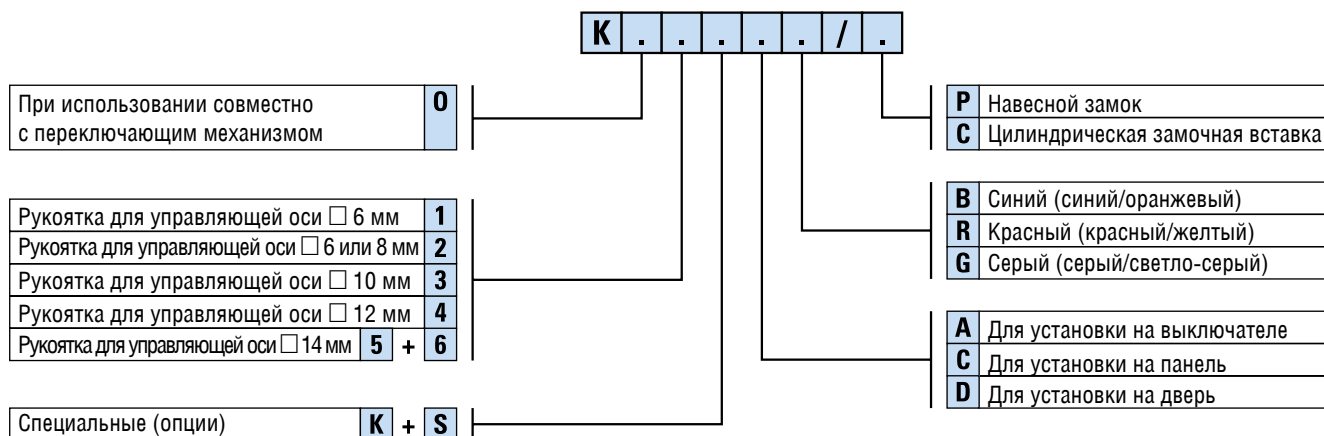 K . . . . . / .
При использовании совместно
с переключающим механизмом
0
Рукоятка для управляющей оси □ 6 мм 1
Рукоятка для управляющей оси □ 6 или 8 мм 2
Рукоятка для управляющей оси □ 10 мм 3
Рукоятка для управляющей оси □ 12 мм 4
Рукоятка для управляющей оси □ 14 мм 5 + 6
Специальные (опции) K + S
P Навесной замок
C Цилиндрическая замочная вставка
B Синий (синий/оранжевый)
R Красный (красный/желтый)
G Серый (серый/светло-серый)
A Для установки на выключателе
C Для установки на панель
D Для установки на дверь